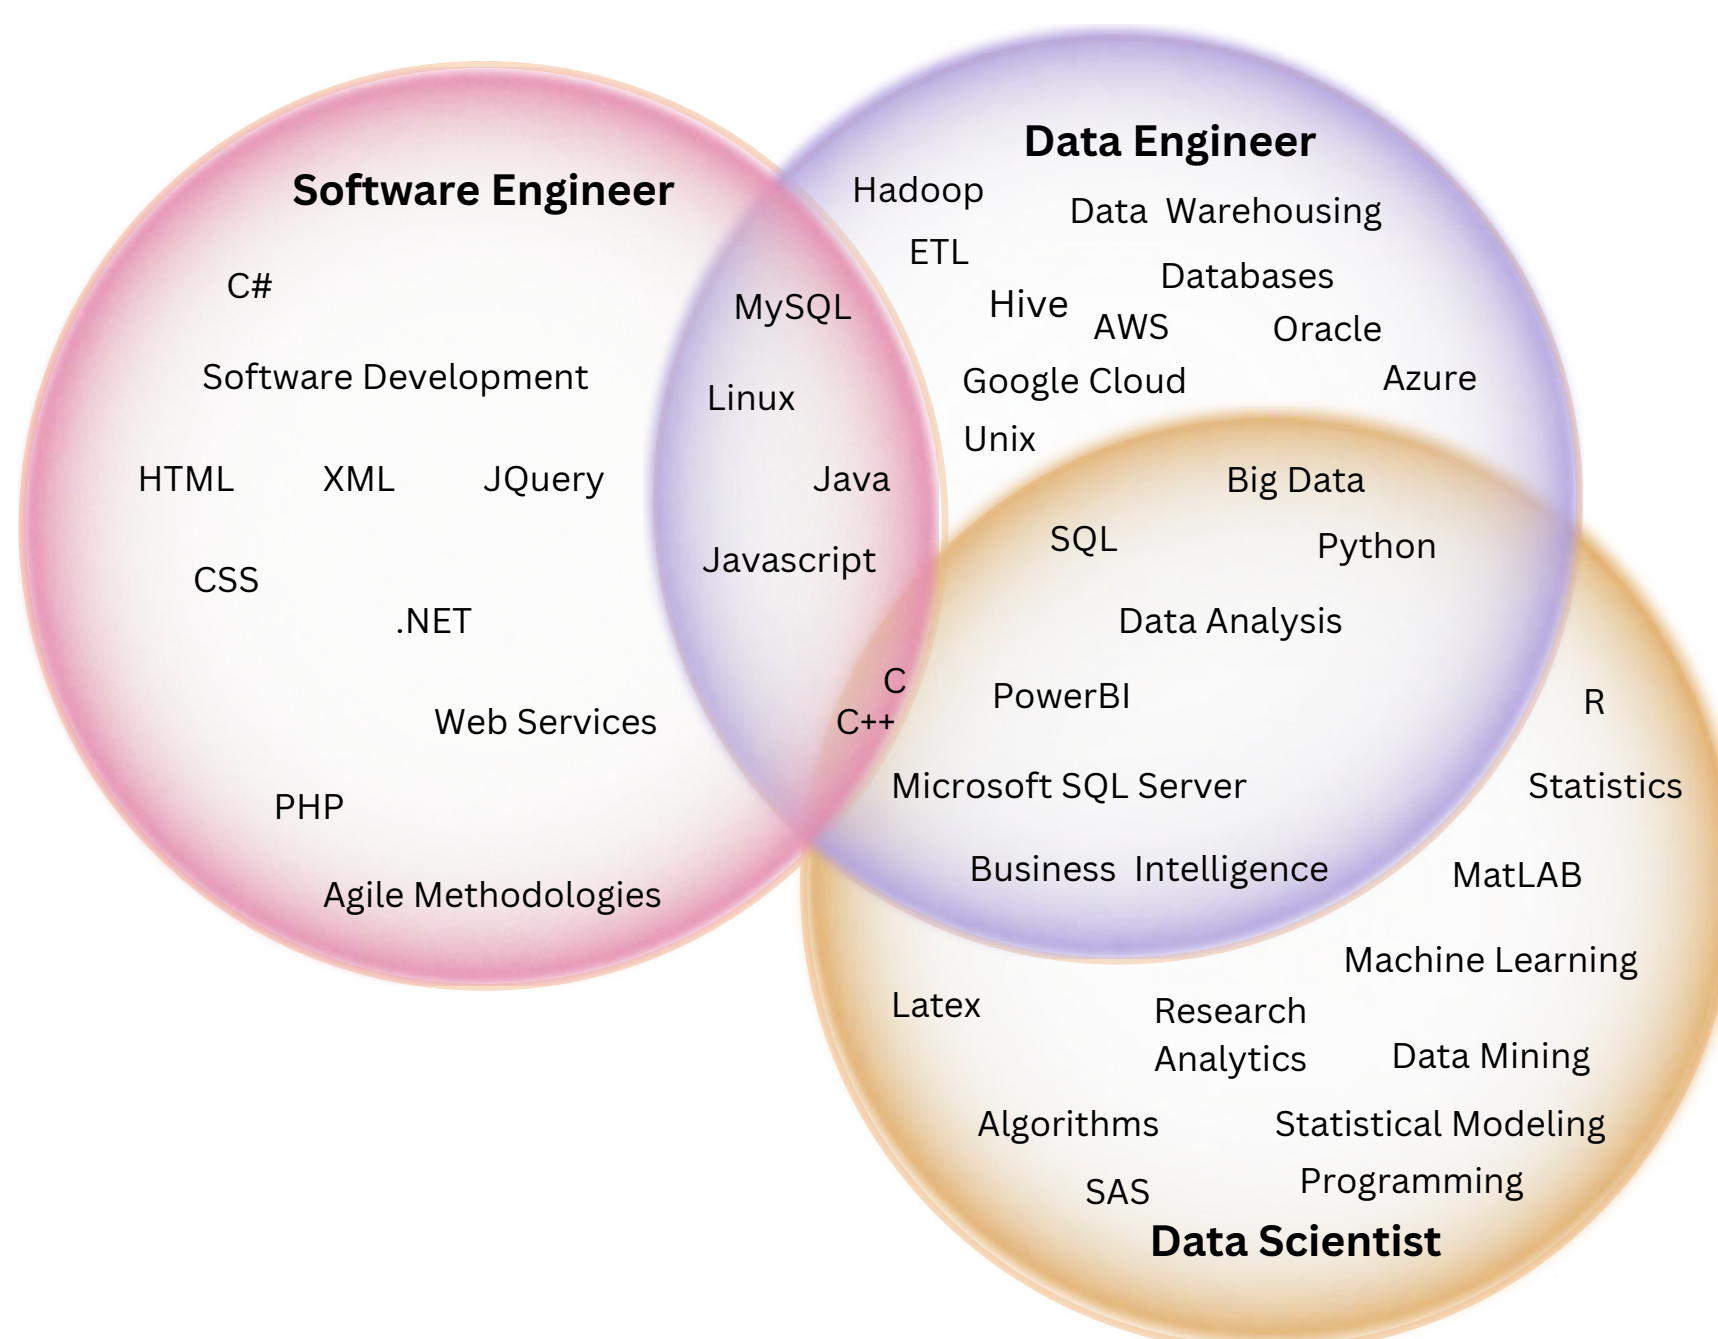 Software Engineer
C#
Software Development
HTML XML JQuery
CSS
.NET
Web Services
PHP
Agile Methodologies
MySQL
Linux
Java
Javascript
C
C++
Data Engineer
Hadoop
Data Warehousing
ETL
Databases
Hive
AWS
Oracle
Google Cloud
Azure
Unix
Big Data
SQL
Python
Data Analysis
PowerBI
Microsoft SQL Server
Business Intelligence
R
Statistics
MatLAB
Machine Learning
Latex
Research
Analytics
Data Mining
Algorithms
Statistical Modeling
SAS
Programming
Data Scientist